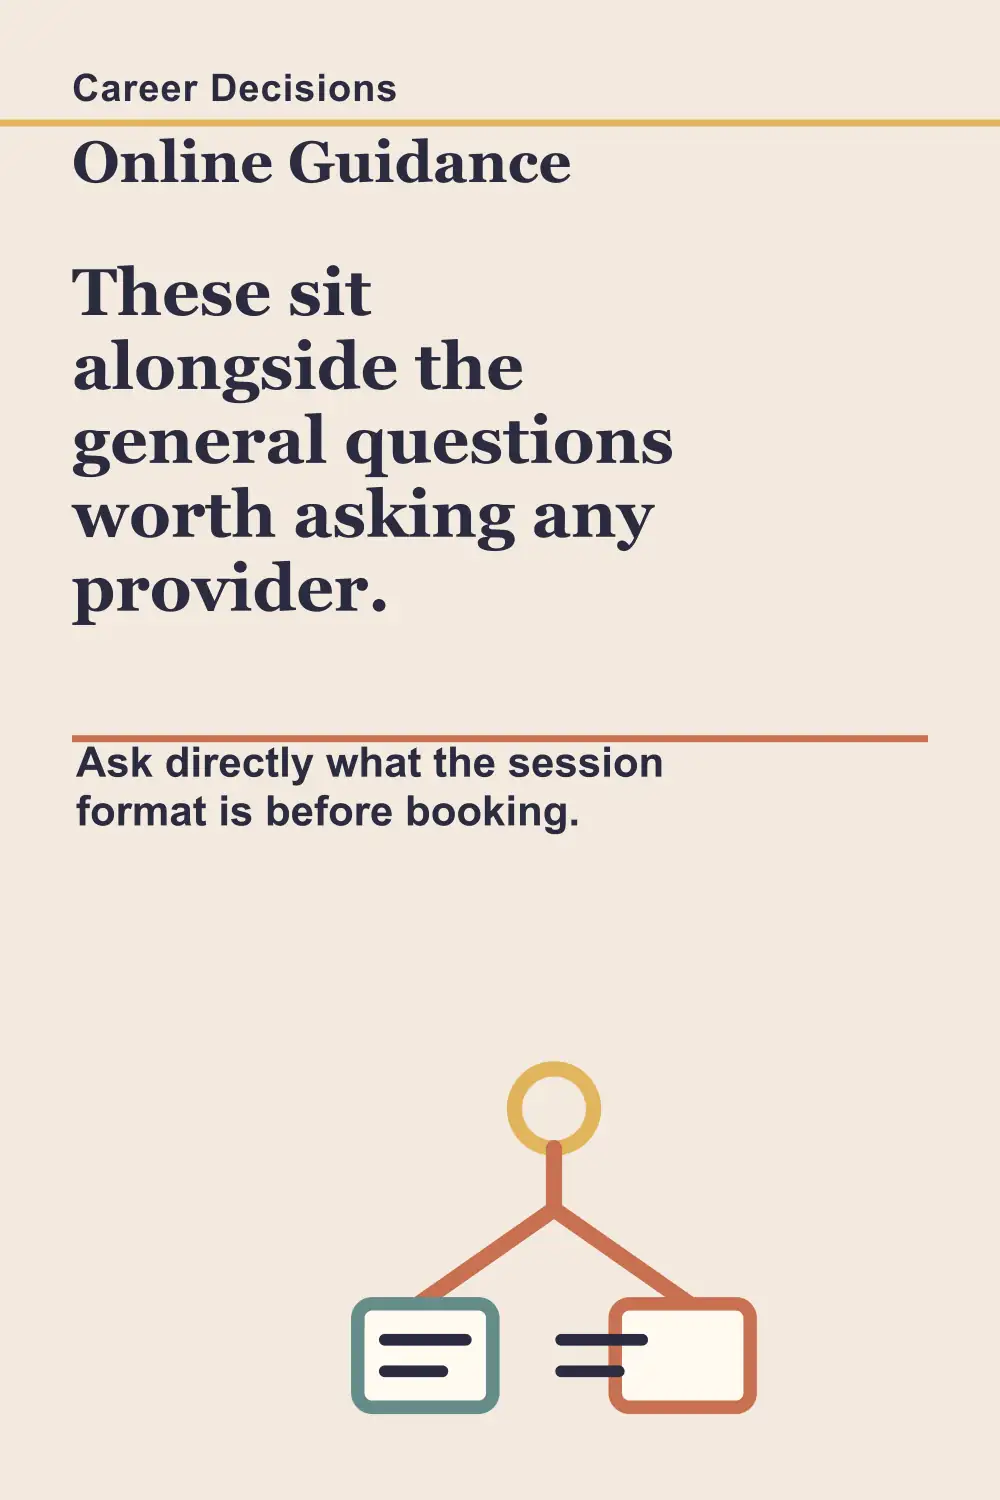 Career Decisions
Online Guidance
These sit
alongside the
general questions
worth asking any
provider.
Ask directly what the session
format is before booking.